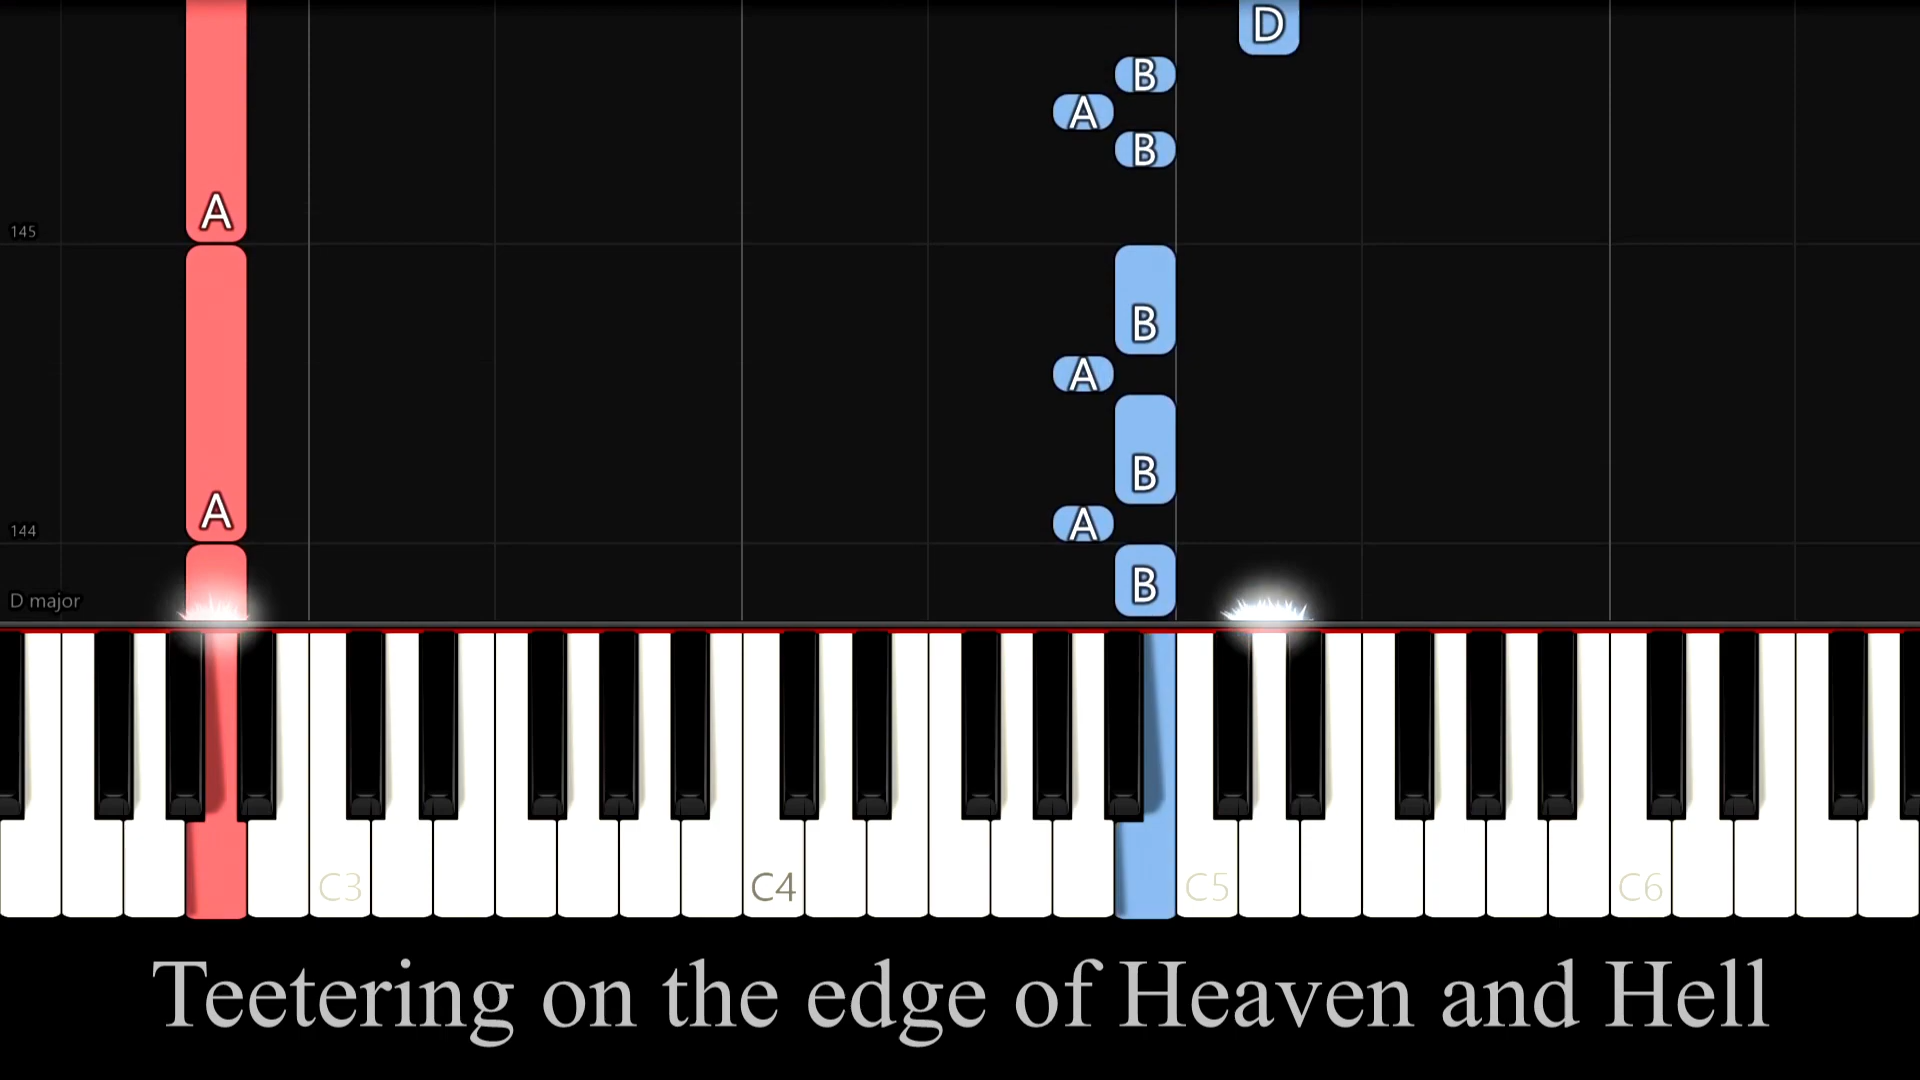 D
B
A
B
A
145
B
A
B
A
A
144
B
D major
C3
C4
C5
C6
Teetering on the edge of Heaven and Hell